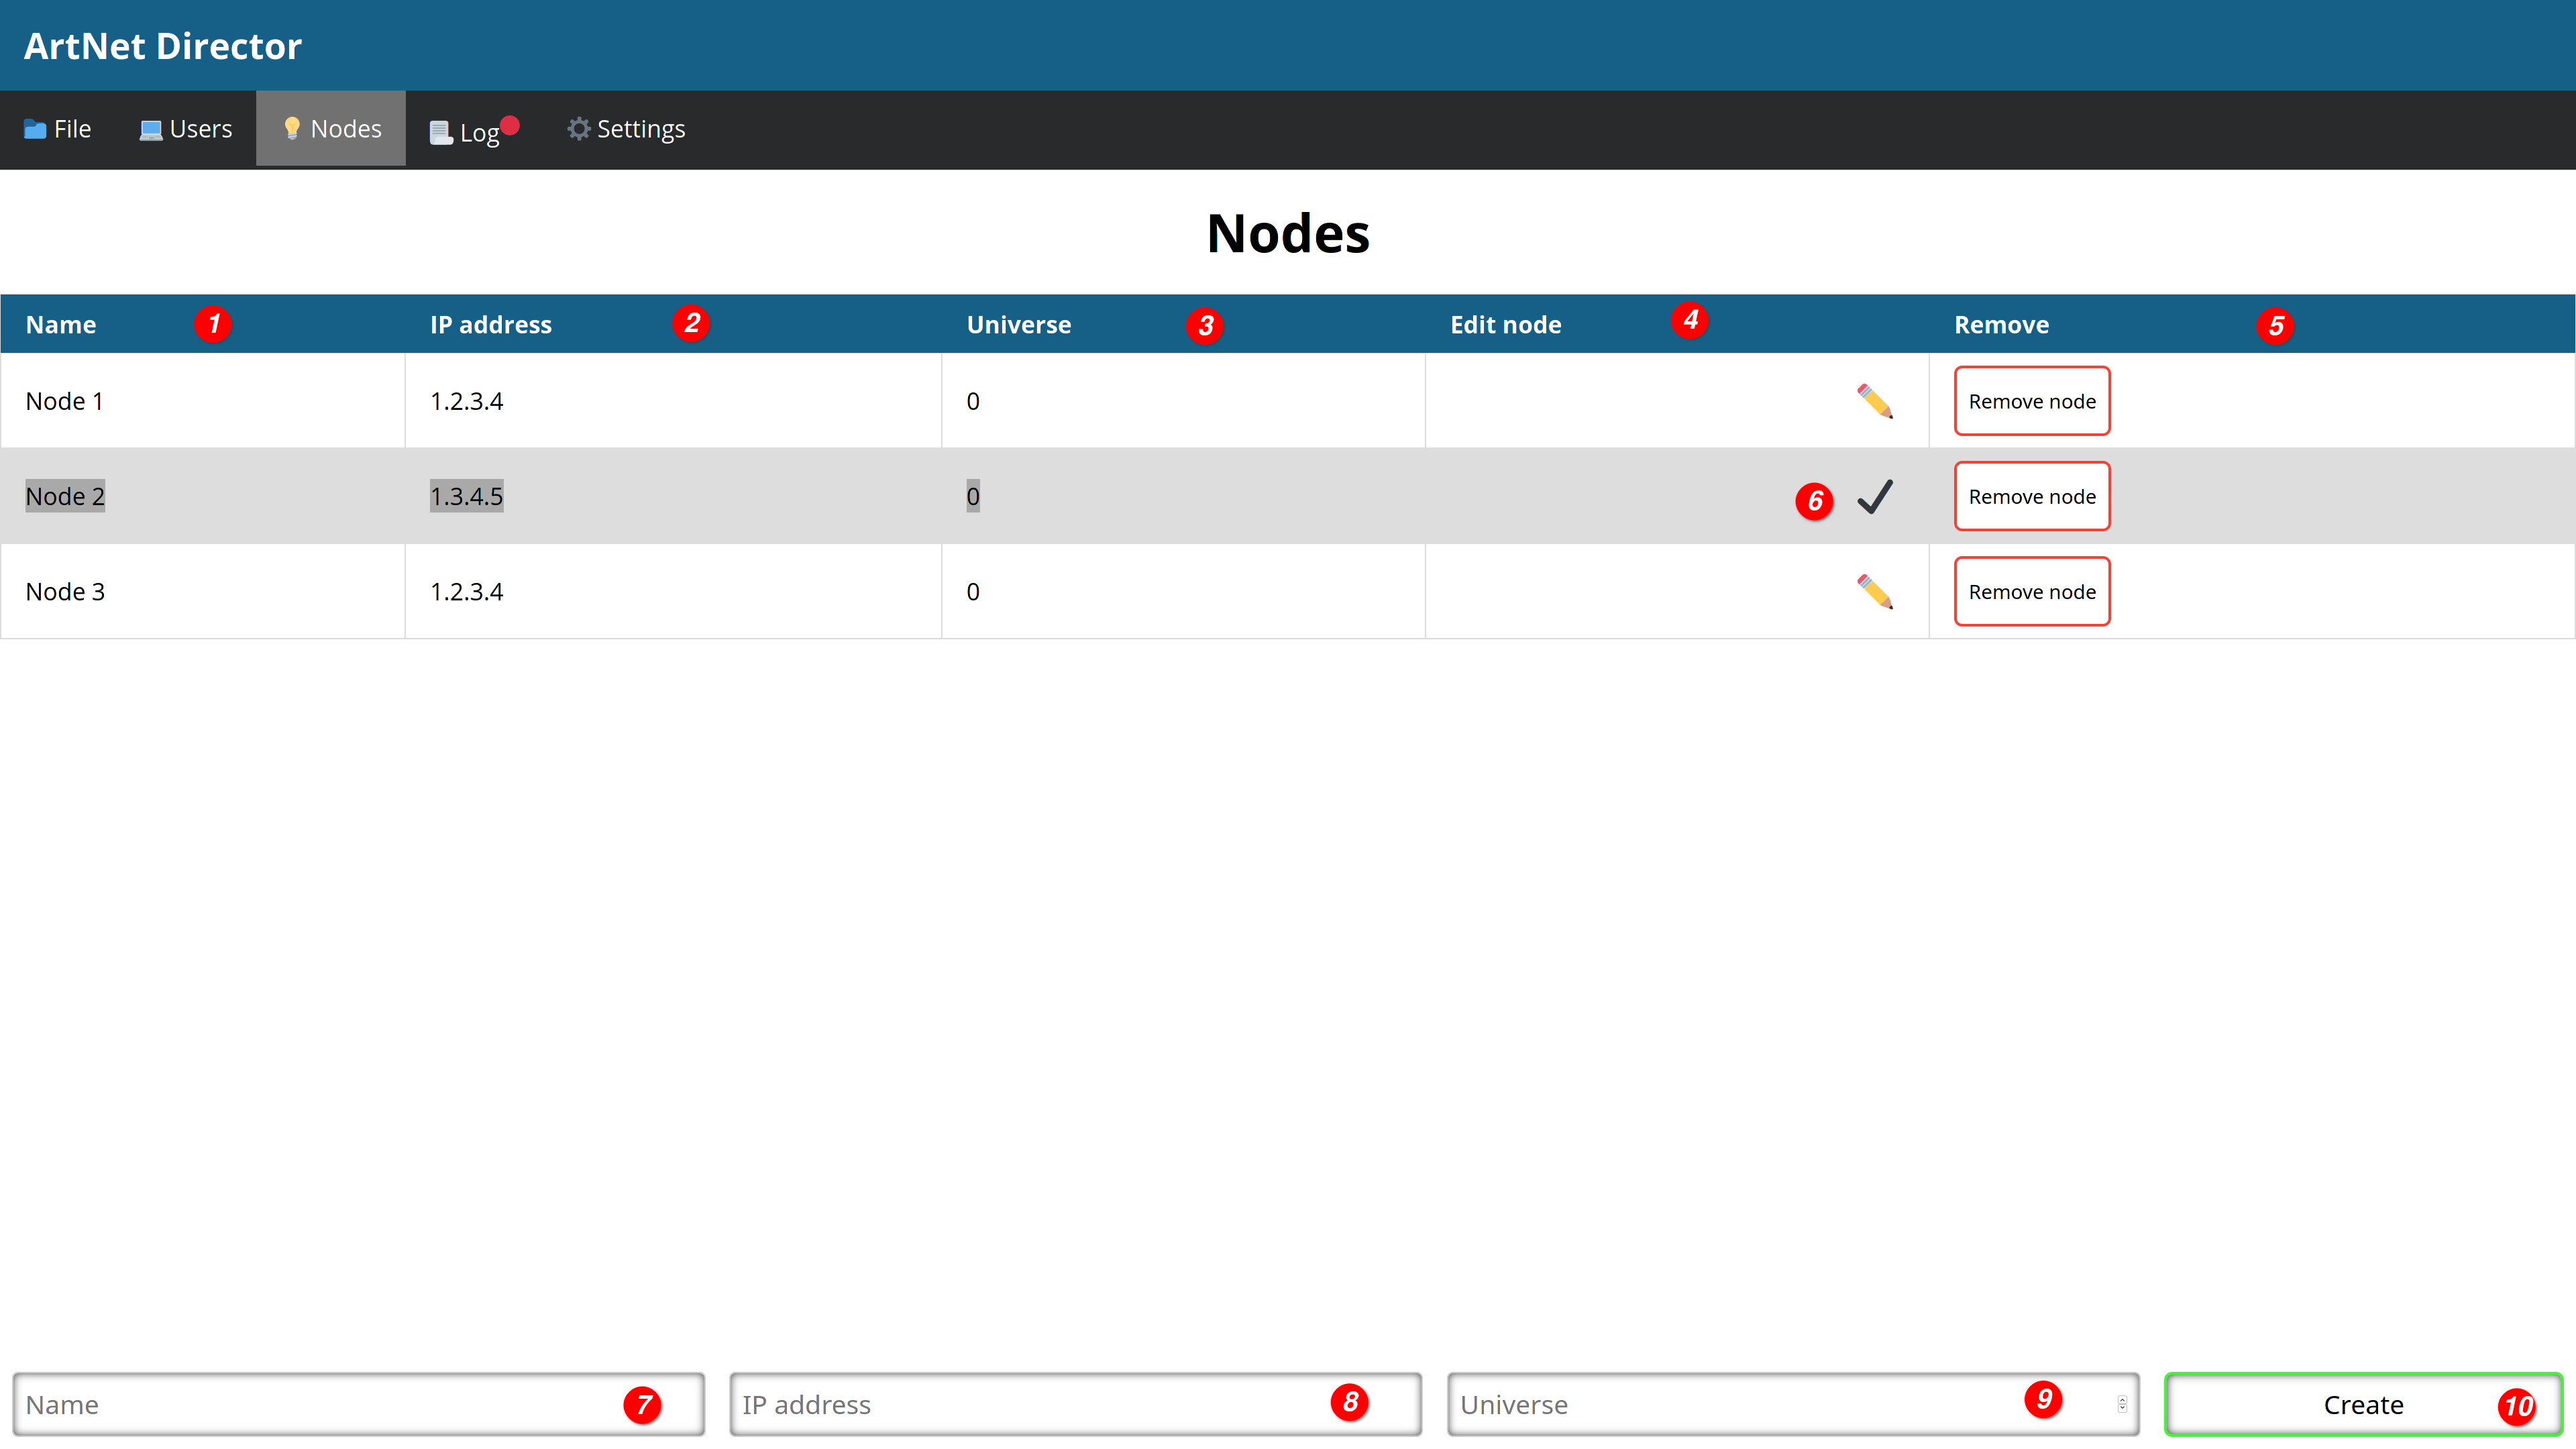 ArtNet Director
File Users Nodes Log Settings
Nodes
Name 1 IP address 2 Universe 3 Edit node 4 Remove 5
Node 1 1.2.3.4 0 Remove node
Node 2 1.3.4.5 0 6 Remove node
Node 3 1.2.3.4 0 Remove node
Name 7 IP address 8 Universe 9 Create 10